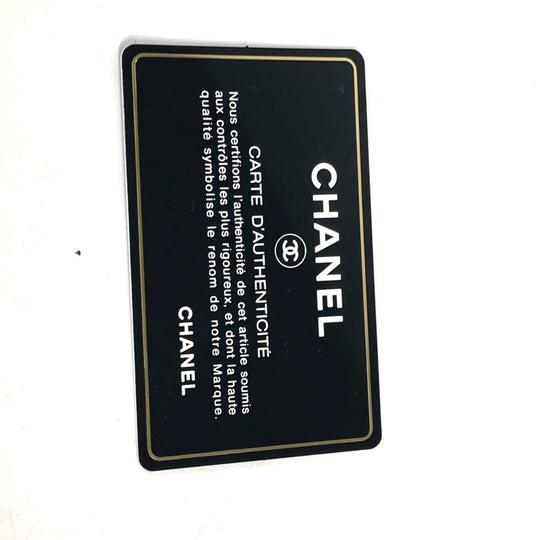 CHANEL
CARTE D'AUTHENTICITÉ
Nous certifions l'authenticité de cet article soumis
aux contrôles les plus rigoureux, et dont la haute
qualité symbolise le renom de notre Marque.
CHANEL